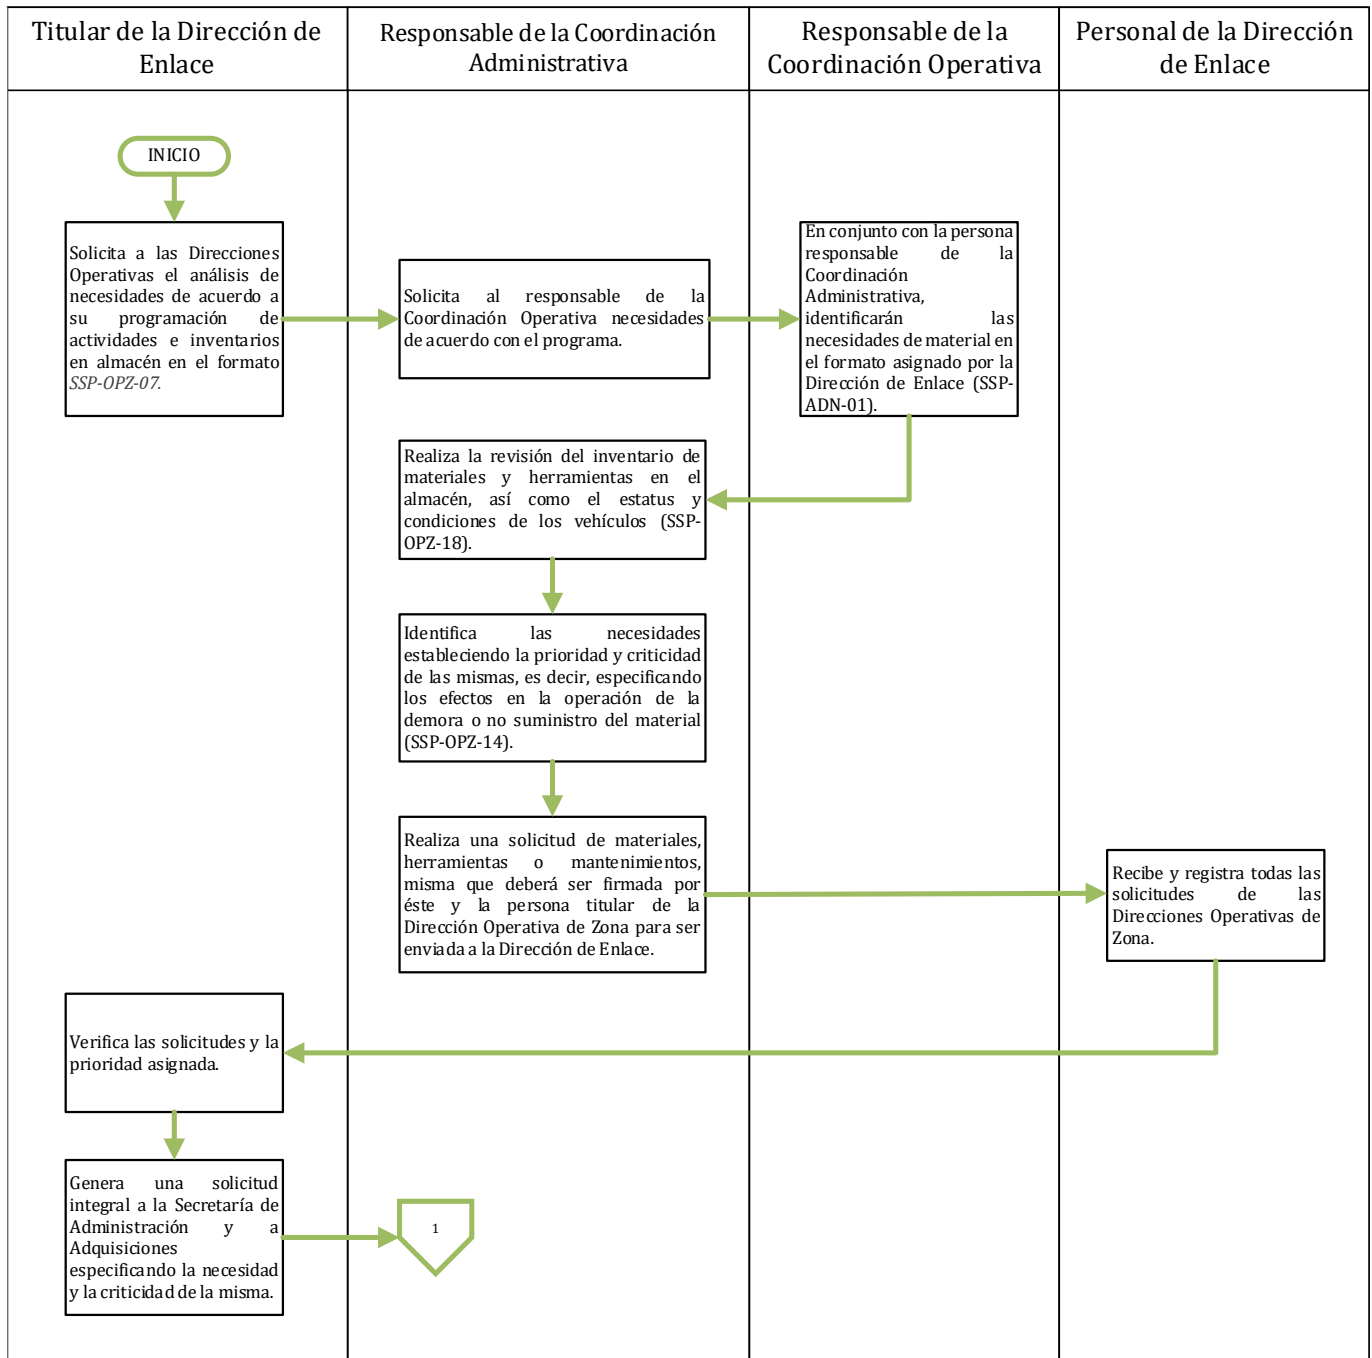 Titular de la Dirección de
Enlace
Responsable de la Coordinación
Administrativa
Responsable de la
Coordinación Operativa
Personal de la Dirección
de Enlace
INICIO
Solicita a las Direcciones
Operativas el análisis de
necesidades de acuerdo a
su programación de
actividades e inventarios
en almacén en el formato
SSP-OPZ-07.
Solicita al responsable de la
Coordinación Operativa necesidades
de acuerdo con el programa.
En conjunto con la persona
responsable de la
Coordinación
Administrativa,
identificarán las
necesidades de material en
el formato asignado por la
Dirección de Enlace (SSP-
ADN-01).
Realiza la revisión del inventario de
materiales y herramientas en el
almacén, así como el estatus y
condiciones de los vehículos (SSP-
OPZ-18).
Identifica las necesidades
estableciendo la prioridad y criticidad
de las mismas, es decir, especificando
los efectos en la operación de la
demora o no suministro del material
(SSP-OPZ-14).
Realiza una solicitud de materiales,
herramientas o mantenimientos,
misma que deberá ser firmada por
éste y la persona titular de la
Dirección Operativa de Zona para ser
enviada a la Dirección de Enlace.
Recibe y registra todas las
solicitudes de las
Direcciones Operativas de
Zona.
Verifica las solicitudes y la
prioridad asignada.
Genera una solicitud
integral a la Secretaría de
Administración y a
Adquisiciones
especificando la necesidad
y la criticidad de la misma.
1